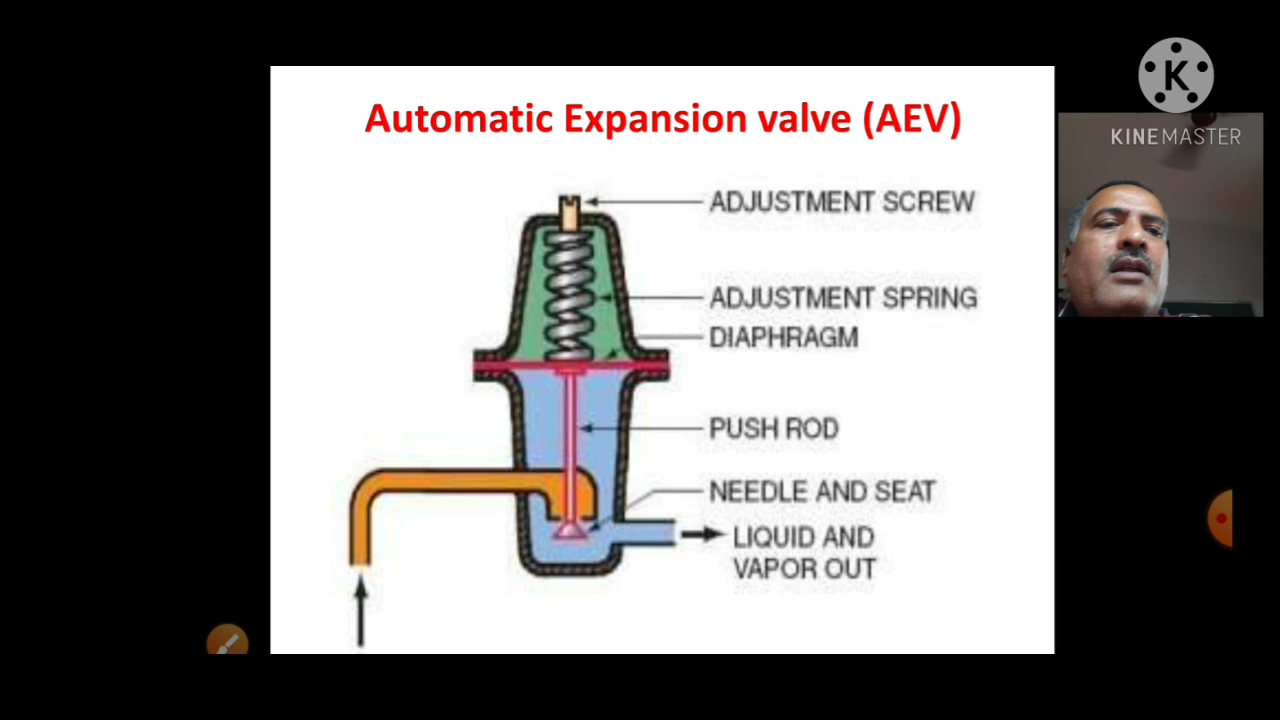 Automatic Expansion valve (AEV)
K
KINEMASTER
ADJUSTMENT SCREW
ADJUSTMENT SPRING
DIAPHRAGM
PUSH ROD
NEEDLE AND SEAT
LIQUID AND
VAPOR OUT